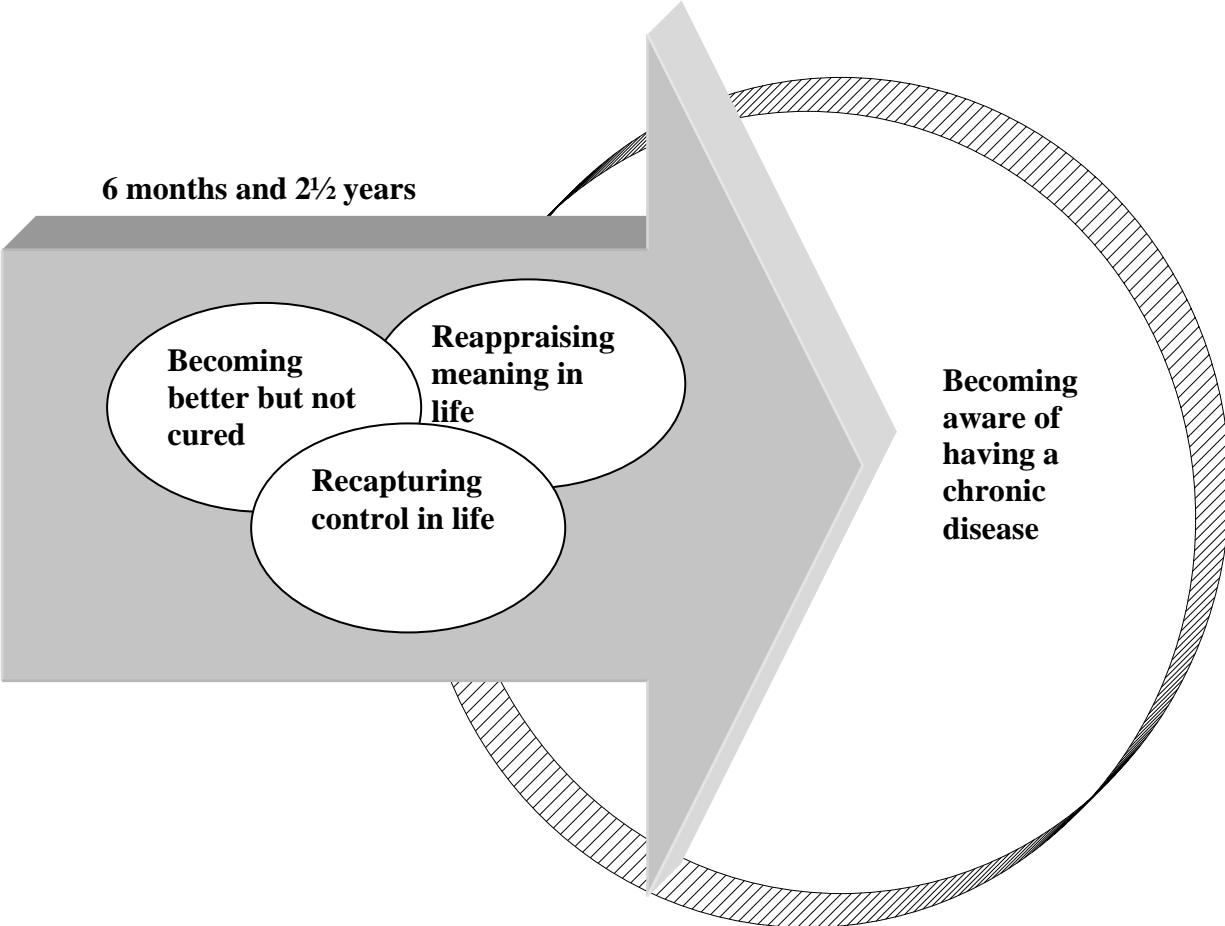 6 months and 2½ years
Becoming
better but not
cured
Reappraising
meaning in
life
Recapturing
control in life
Becoming
aware of
having a
chronic
disease